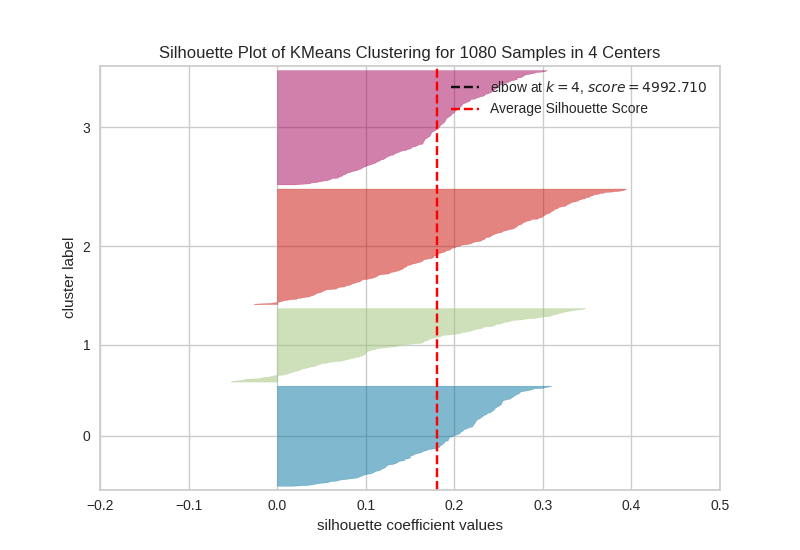 Silhouette Plot of KMeans Clustering for 1080 Samples in 4 Centers
elbow at k = 4, score = 4992.710
Average Silhouette Score
3
2
1
0
cluster label
−0.2 −0.1 0.0 0.1 0.2 0.3 0.4 0.5
silhouette coefficient values